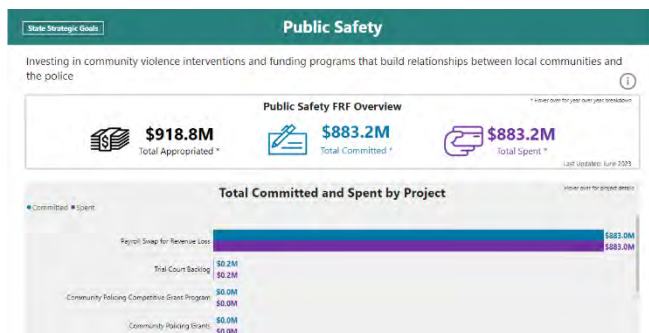 State Strategic Goals
Public Safety
Investing in community violence interventions and funding programs that build relationships between local communities and
the police
Public Safety FRF Overview
* Hover over for year over year breakdown
$918.8M
Total Appropriated *
$883.2M
Total Committed *
$883.2M
Total Spent *
Last Updated: June 2023
Total Committed and Spent by Project
Hover over for project details
Committed Spent
Payroll Swap for Revenue Loss
$883.0M
$883.0M
Trial Court Backlog
$0.2M
$0.2M
Community Policing Competitive Grant Program
$0.0M
$0.0M
Community Policing Grants
$0.0M
$0.0M